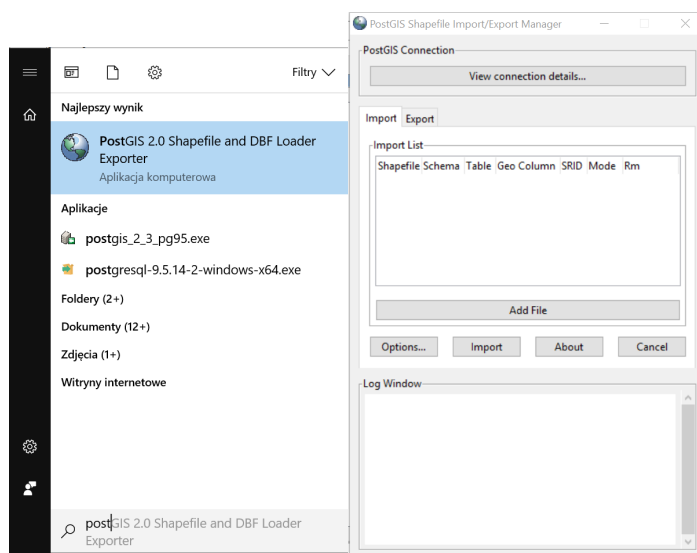 Filtry
Najlepszy wynik
PostGIS 2.0 Shapefile and DBF Loader
Exporter
Aplikacja komputerowa
Aplikacje
postgis_2_3_pg95.exe
postgresql-9.5.14-2-windows-x64.exe
Foldery (2+)
Dokumenty (12+)
Zdjęcia (1+)
Witryny internetowe
postGIS 2.0 Shapefile and DBF Loader
Exporter
PostGIS Shapefile Import/Export Manager
PostGIS Connection
View connection details...
Import Export
Import List
Shapefile Schema Table Geo Column SRID Mode Rm
Add File
Options... Import About Cancel
Log Window